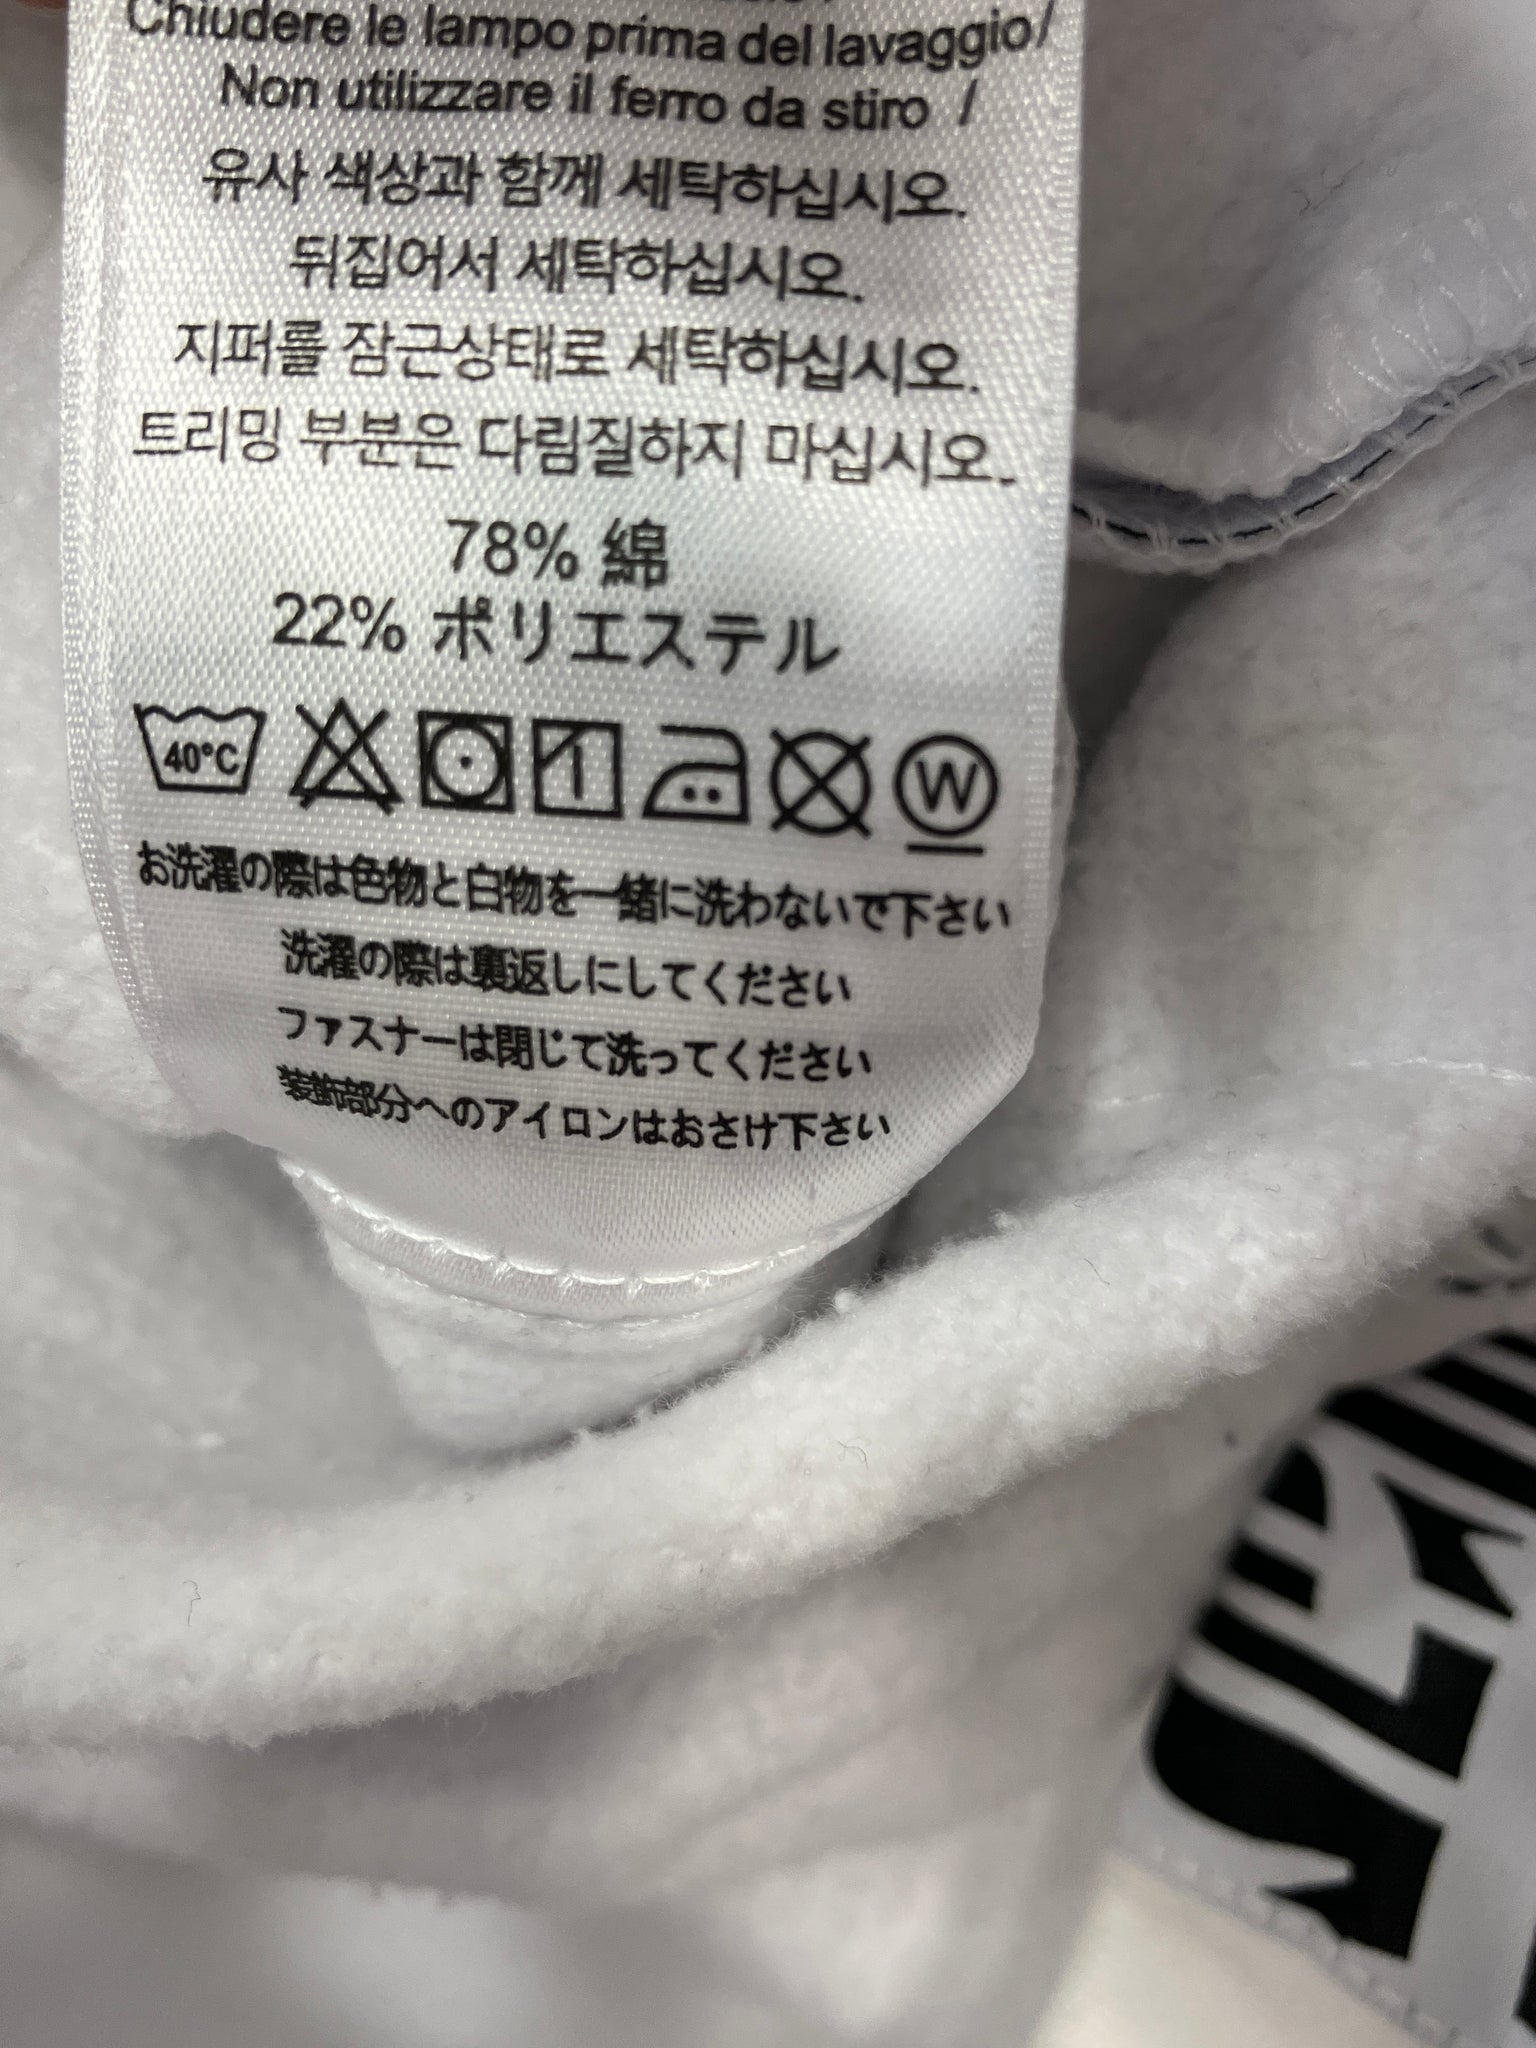 Chiudere le lampo prima del lavaggio/
Non utilizzare il ferro da stiro /
유사 색상과 함께 세탁하십시오.
뒤집어서 세탁하십시오.
지퍼를 잠근상태로 세탁하십시오.
트리밍 부분은 다림질하지 마십시오.
78% 綿
22% ポリエステル
40°C W
お洗濯の際は色物と白物を一緒に洗わないで下さい
洗濯の際は裏返しにしてください
ファスナーは閉じて洗ってください
装飾部分へのアイロンはおさけ下さい